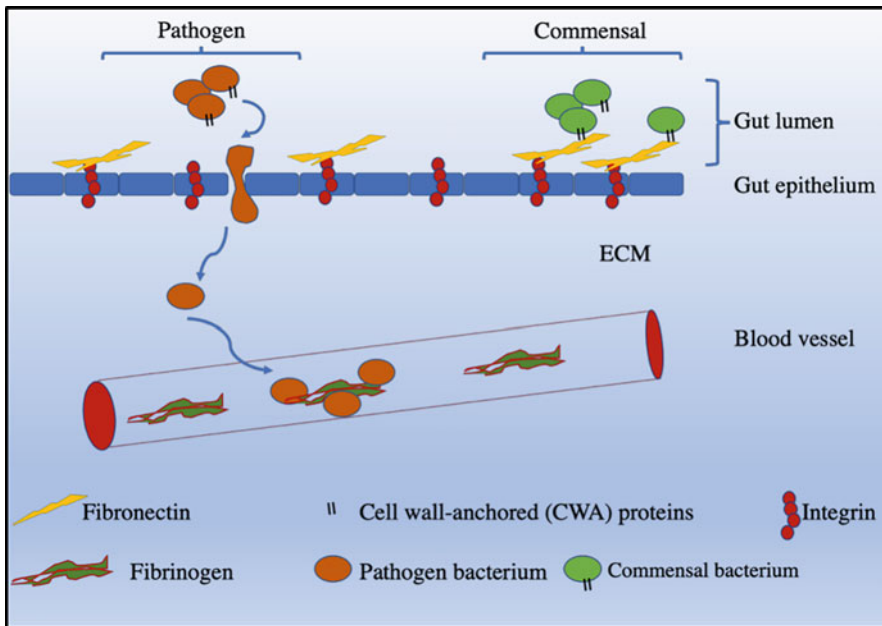 Pathogen
Commensal
Gut lumen
Gut epithelium
ECM
Blood vessel
Fibronectin
Cell wall-anchored (CWA) proteins
Integrin
Fibrinogen
Pathogen bacterium
Commensal bacterium